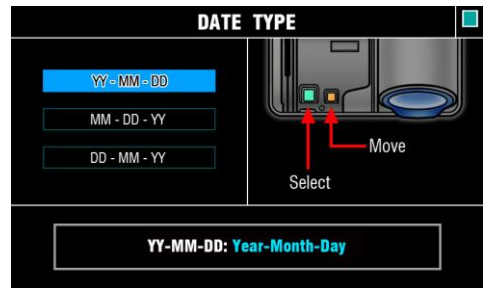 DATE TYPE
YY - MM - DD
MM - DD - YY
DD - MM - YY
Move
Select
YY-MM-DD: Year-Month-Day